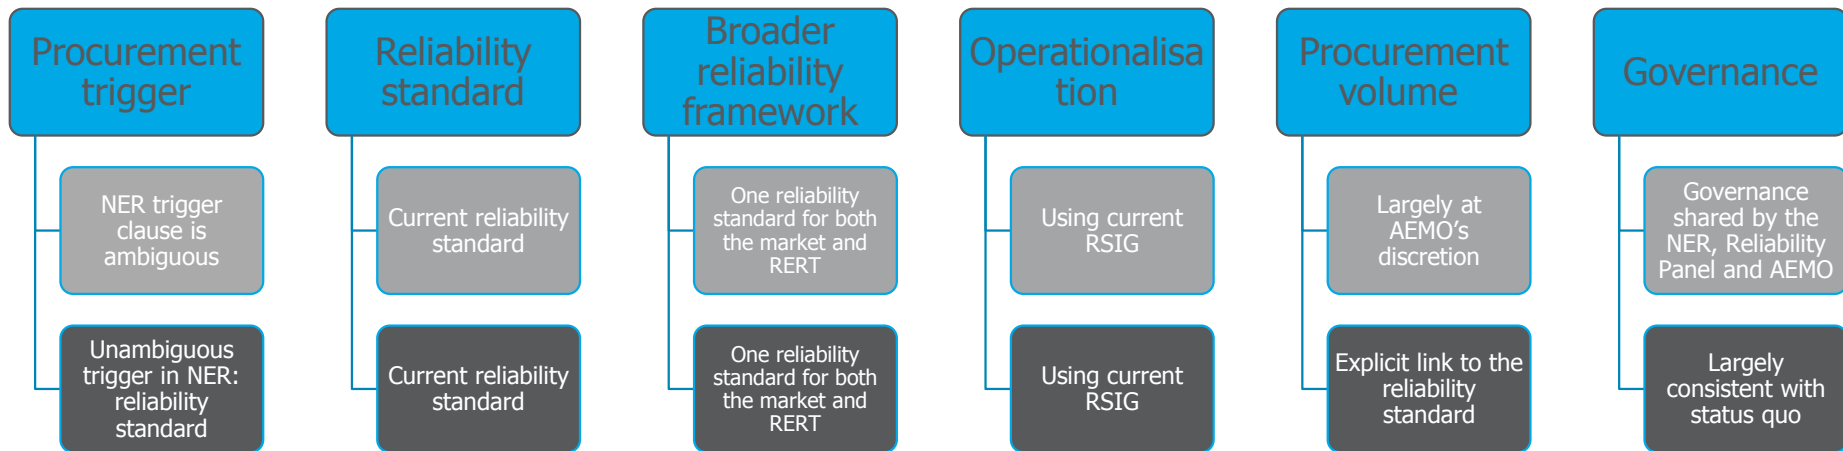 Procurement
trigger
NER trigger
clause is
ambiguous
Unambiguous
trigger in NER:
reliability
standard
Reliability
standard
Current reliability
standard
Current reliability
standard
Broader
reliability
framework
One reliability
standard for both
the market and
RERT
One reliability
standard for both
the market and
RERT
Operationalisa
tion
Using current
RSIG
Using current
RSIG
Procurement
volume
Largely at
AEMO’s
discretion
Explicit link to the
reliability
standard
Governance
Governance
shared by the
NER, Reliability
Panel and AEMO
Largely
consistent with
status quo